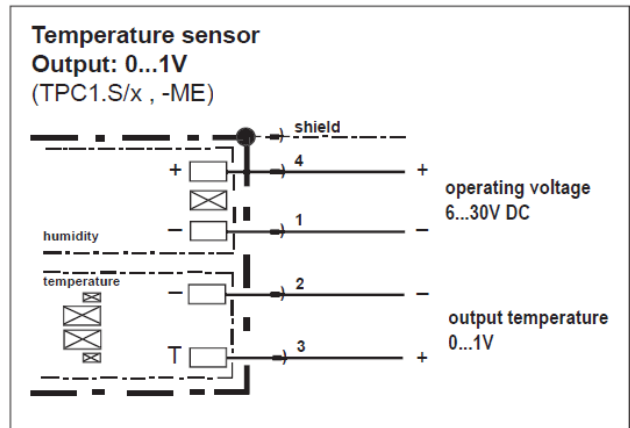 Temperature sensor
Output: 0...1V
(TPC1.S/x , -ME)
shield
+ 4 +
operating voltage
6...30V DC
− 1 −
humidity
temperature
− 2 −
output temperature
0...1V
T 3 +